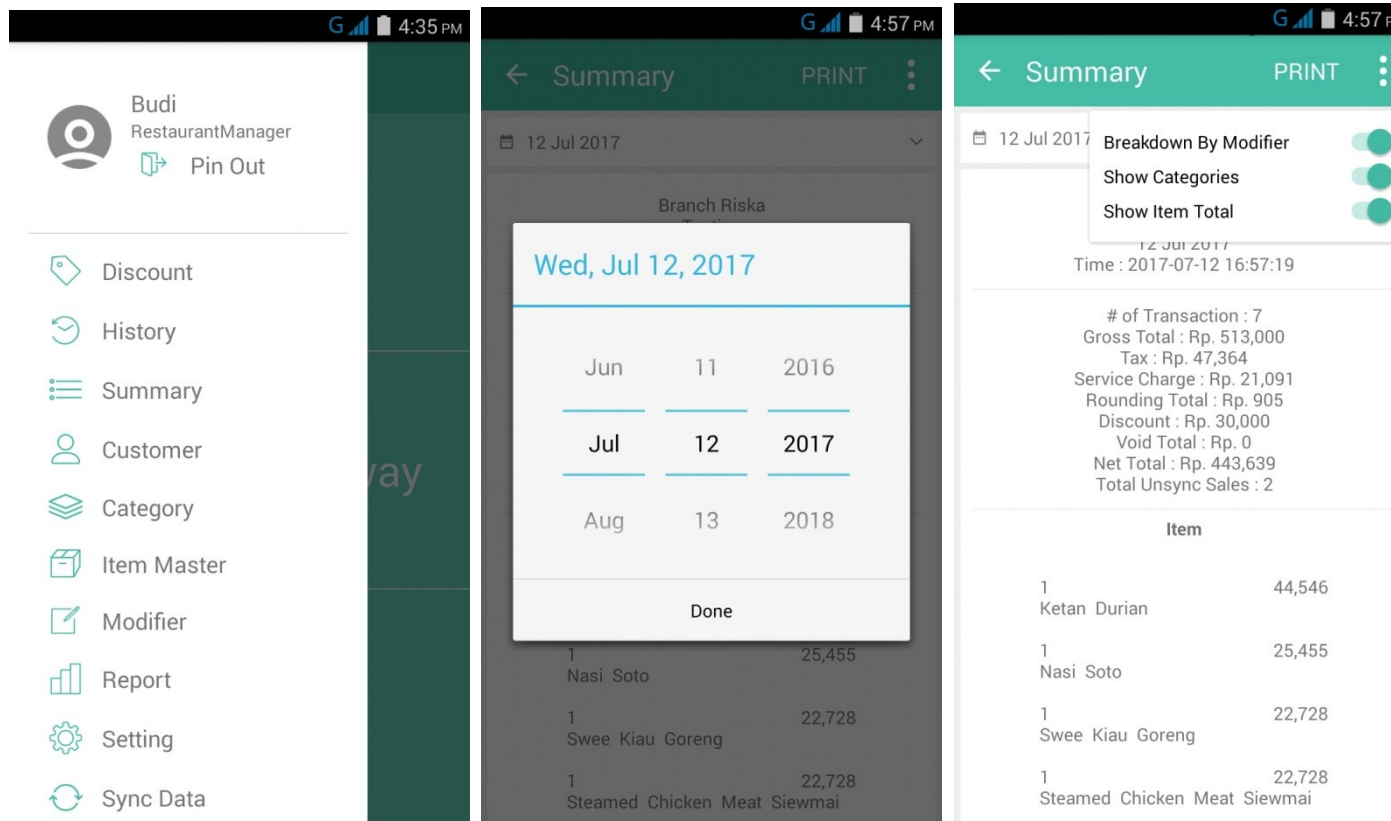 G 4:35 PM
Budi
RestaurantManager
Pin Out
Discount
History
Summary
Customer
Category
Item Master
Modifier
Report
Setting
Sync Data
way
G 4:57 PM
Summary PRINT
12 Jul 2017
Branch Riska
Wed, Jul 12, 2017
Jun 11 2016
Jul 12 2017
Aug 13 2018
Done
1 25,455
Nasi Soto
1 22,728
Swee Kiau Goreng
1 22,728
Steamed Chicken Meat Siewmai
G 4:57 P
Summary PRINT
12 Jul 2017
Breakdown By Modifier
Show Categories
Show Item Total
12 Jul 2017
Time : 2017-07-12 16:57:19
# of Transaction : 7
Gross Total : Rp. 513,000
Tax : Rp. 47,364
Service Charge : Rp. 21,091
Rounding Total : Rp. 905
Discount : Rp. 30,000
Void Total : Rp. 0
Net Total : Rp. 443,639
Total Unsync Sales : 2
Item
1 44,546
Ketan Durian
1 25,455
Nasi Soto
1 22,728
Swee Kiau Goreng
1 22,728
Steamed Chicken Meat Siewmai